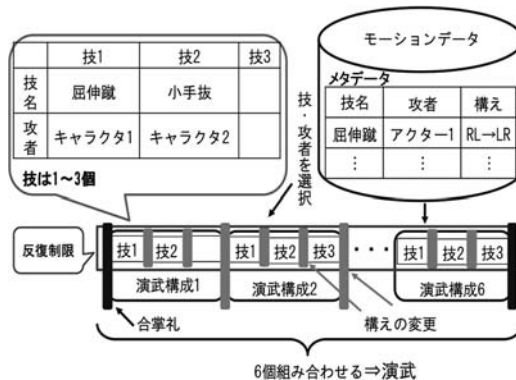 技1 技2 技3
技名 屈伸蹴 小手抜
攻者 キャラクタ1 キャラクタ2
技は1～3個
モーションデータ
メタデータ
技名 攻者 構え
屈伸蹴 アクター1 RL→LR
⋮ ⋮ ⋮
技・攻者を選択
反復制限
技1 技2 技1 技2 技3 ・・・ 技1 技2 技3
演武構成1 演武構成2 演武構成6
合掌礼
構えの変更
6個組み合わせる⇒演武